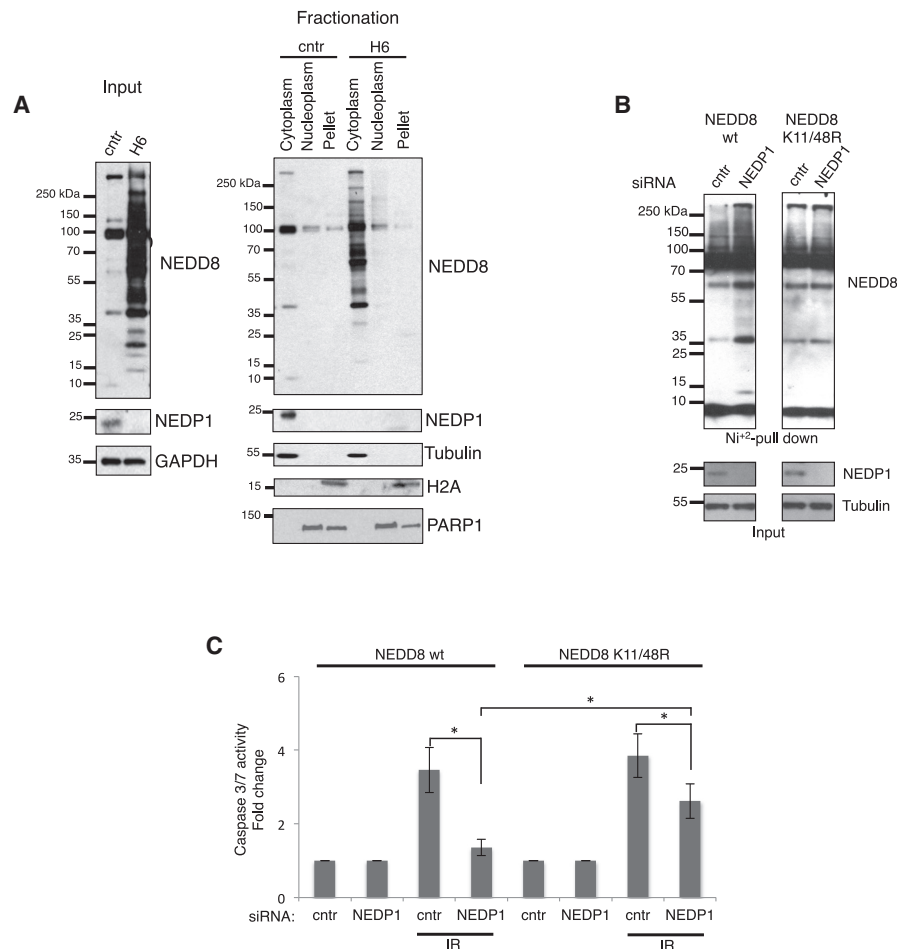 A
Input
cntr
H6
250 kDa
150
100
70
55
35
25
15
10
NEDD8
25
NEDP1
35
GAPDH
Fractionation
cntr
H6
Cytoplasm
Nucleoplasm
Pellet
Cytoplasm
Nucleoplasm
Pellet
250 kDa
150
100
70
55
35
25
15
10
NEDD8
25
NEDP1
55
Tubulin
15
H2A
150
PARP1
B
NEDD8
wt
NEDD8
K11/48R
siRNA
cntr
NEDP1
cntr
NEDP1
250 kDa
150
100
70
55
35
25
15
10
NEDD8
Ni+2-pull down
25
NEDP1
55
Tubulin
Input
C
NEDD8 wt
NEDD8 K11/48R
Caspase 3/7 activity
Fold change
6
4
2
0
*
*
*
siRNA: cntr NEDP1 cntr NEDP1 cntr NEDP1 cntr NEDP1
IR
IR